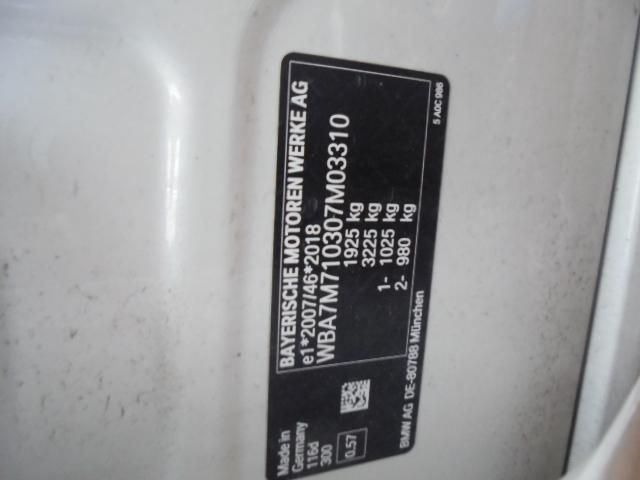 BAYERISCHE MOTOREN WERKE AG
e1*2007/46*2018
WBA7M710307M03310
1925 kg
3225 kg
1- 1025 kg
2- 980 kg
Made in
Germany
116d
300
0.57
BMW AG DE-80788 München
5 A0C 986